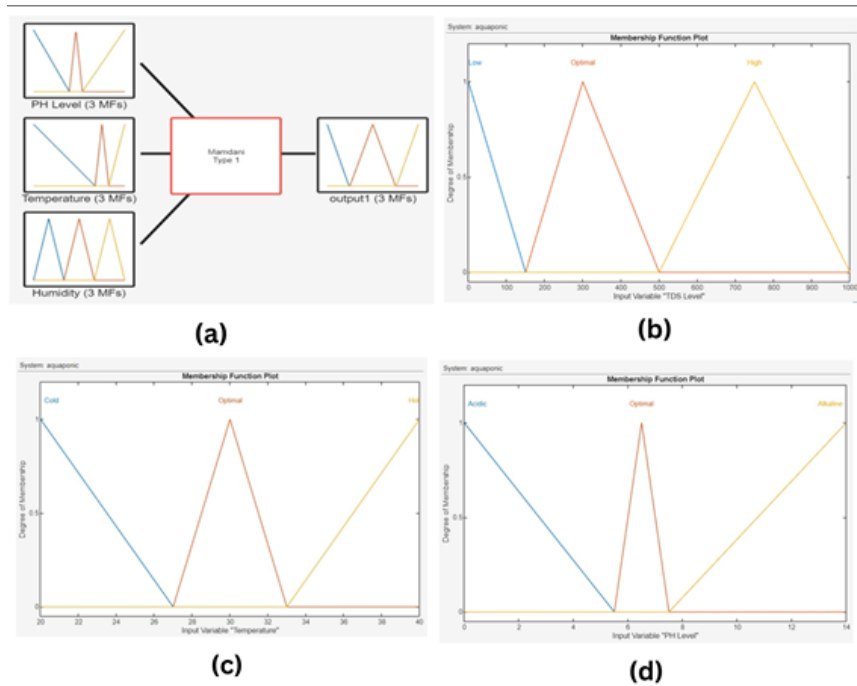 PH Level (3 MFs)
Temperature (3 MFs)
Humidity (3 MFs)
Mamdani
Type 1
output1 (3 MFs)
(a)
System: aquaponic
Membership Function Plot
Low
Optimal
High
Degree of Membership
1
0.5
0
0 100 200 300 400 500 600 700 800 900 1000
Input Variable "TDS Level"
(b)
System: aquaponic
Membership Function Plot
Cold
Optimal
Hot
Degree of Membership
1
0.5
0
20 22 24 26 28 30 32 34 36 38 40
Input Variable "Temperature"
(c)
System: aquaponic
Membership Function Plot
Acidic
Optimal
Alkaline
Degree of Membership
1
0.5
0
0 2 4 6 8 10 12 14
Input Variable "PH Level"
(d)